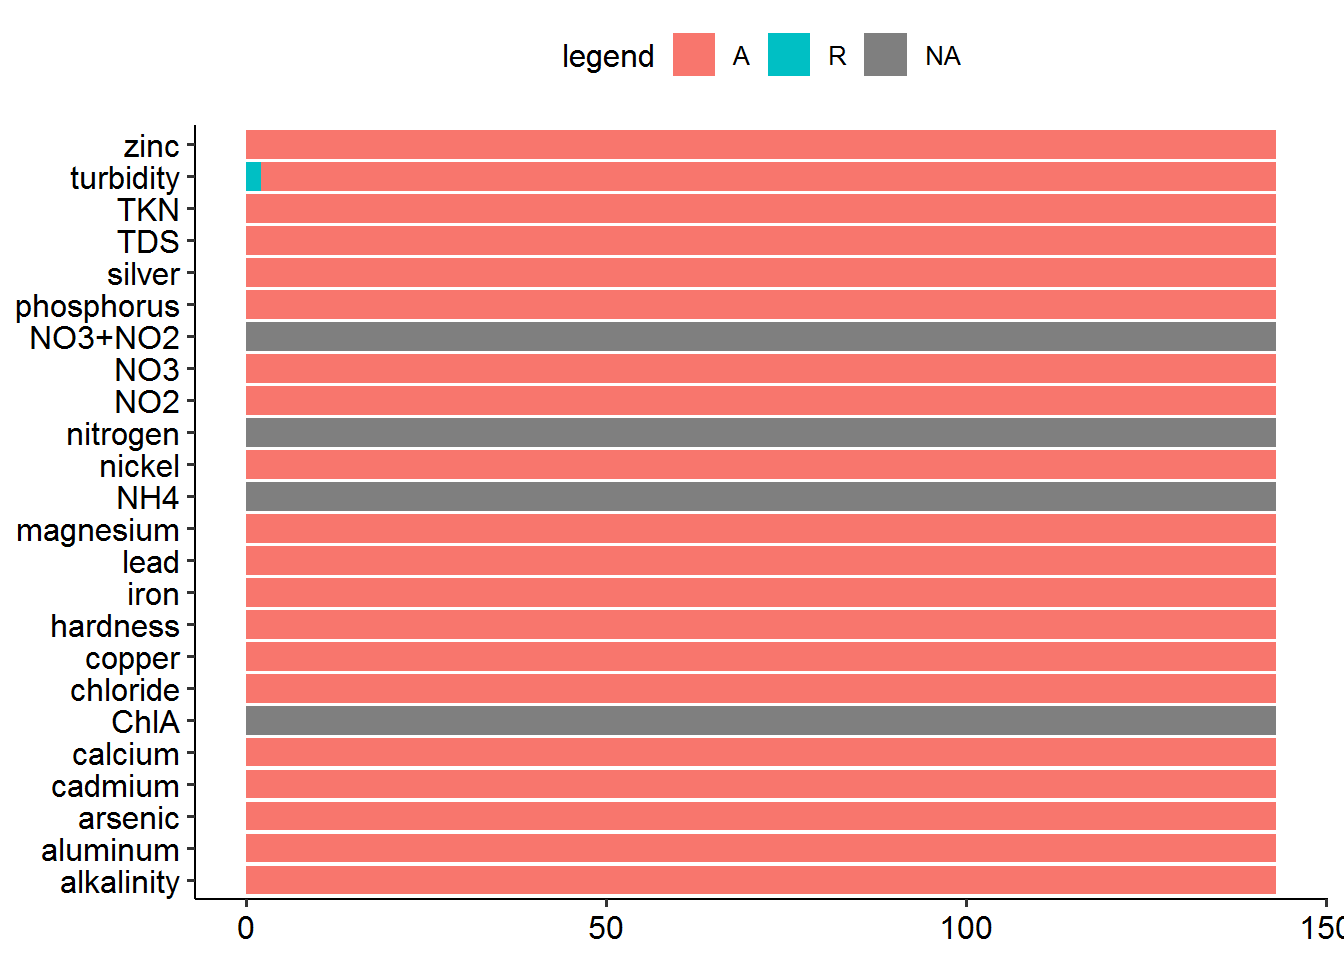 legend A R NA
zinc
turbidity
TKN
TDS
silver
phosphorus
NO3+NO2
NO3
NO2
nitrogen
nickel
NH4
magnesium
lead
iron
hardness
copper
chloride
ChlA
calcium
cadmium
arsenic
aluminum
alkalinity
0 50 100 150